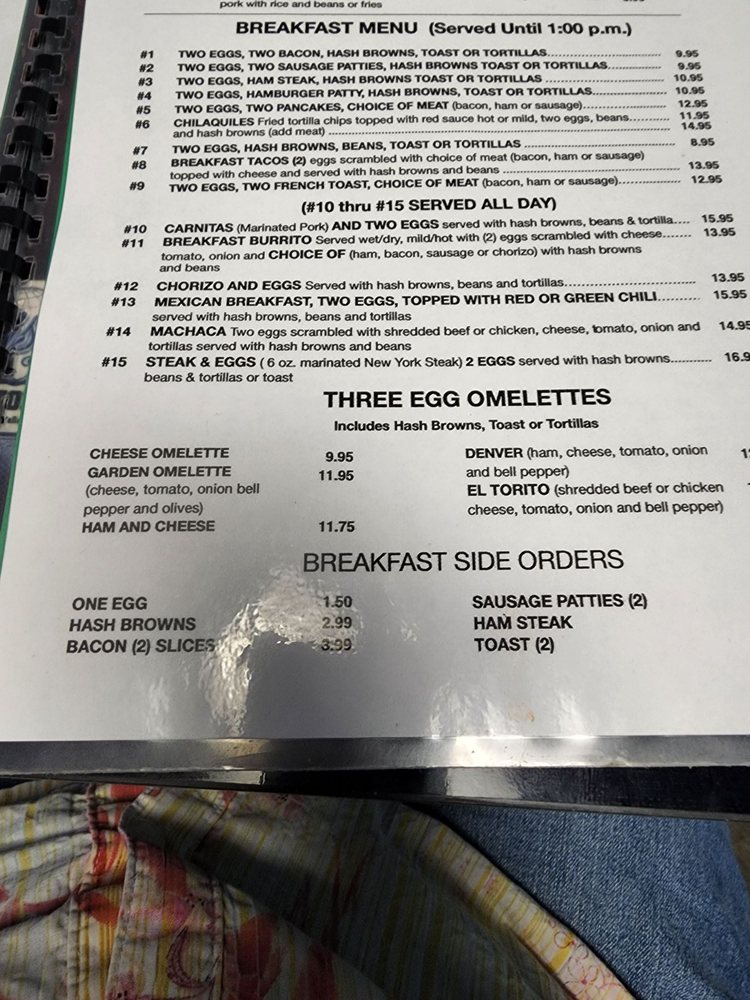 pork with rice and beans or fries
BREAKFAST MENU (Served Until 1:00 p.m.)
#1 TWO EGGS, TWO BACON, HASH BROWNS, TOAST OR TORTILLAS 9.95
#2 TWO EGGS, TWO SAUSAGE PATTIES, HASH BROWNS TOAST OR TORTILLAS 9.95
#3 TWO EGGS, HAM STEAK, HASH BROWNS TOAST OR TORTILLAS 10.95
#4 TWO EGGS, HAMBURGER PATTY, HASH BROWNS, TOAST OR TORTILLAS 10.95
#5 TWO EGGS, TWO PANCAKES, CHOICE OF MEAT (bacon, ham or sausage) 12.95
#6 CHILAQUILES Fried tortilla chips topped with red sauce hot or mild, two eggs, beans 11.95
and hash browns (add meat) 14.95
#7 TWO EGGS, HASH BROWNS, BEANS, TOAST OR TORTILLAS 8.95
#8 BREAKFAST TACOS (2) eggs scrambled with choice of meat (bacon, ham or sausage)
topped with cheese and served with hash browns and beans 13.95
#9 TWO EGGS, TWO FRENCH TOAST, CHOICE OF MEAT (bacon, ham or sausage) 12.95
(#10 thru #15 SERVED ALL DAY)
#10 CARNITAS (Marinated Pork) AND TWO EGGS served with hash browns, beans & tortilla.... 15.95
#11 BREAKFAST BURRITO Served wet/dry, mild/hot with (2) eggs scrambled with cheese....... 13.95
tomato, onion and CHOICE OF (ham, bacon, sausage or chorizo) with hash browns
and beans
#12 CHORIZO AND EGGS Served with hash browns, beans and tortillas 13.95
#13 MEXICAN BREAKFAST, TWO EGGS, TOPPED WITH RED OR GREEN CHILI.......... 15.95
served with hash browns, beans and tortillas
#14 MACHACA Two eggs scrambled with shredded beef or chicken, cheese, tomato, onion and 14.95
tortillas served with hash browns and beans
#15 STEAK & EGGS ( 6 oz. marinated New York Steak) 2 EGGS served with hash browns........... 16.9
beans & tortillas or toast
THREE EGG OMELETTES
Includes Hash Browns, Toast or Tortillas
CHEESE OMELETTE 9.95
GARDEN OMELETTE 11.95
(cheese, tomato, onion bell
pepper and olives)
HAM AND CHEESE 11.75
DENVER (ham, cheese, tomato, onion
and bell pepper)
EL TORITO (shredded beef or chicken
cheese, tomato, onion and bell pepper)
BREAKFAST SIDE ORDERS
ONE EGG 1.50
HASH BROWNS 2.99
BACON (2) SLICES 3.99
SAUSAGE PATTIES (2)
HAM STEAK
TOAST (2)